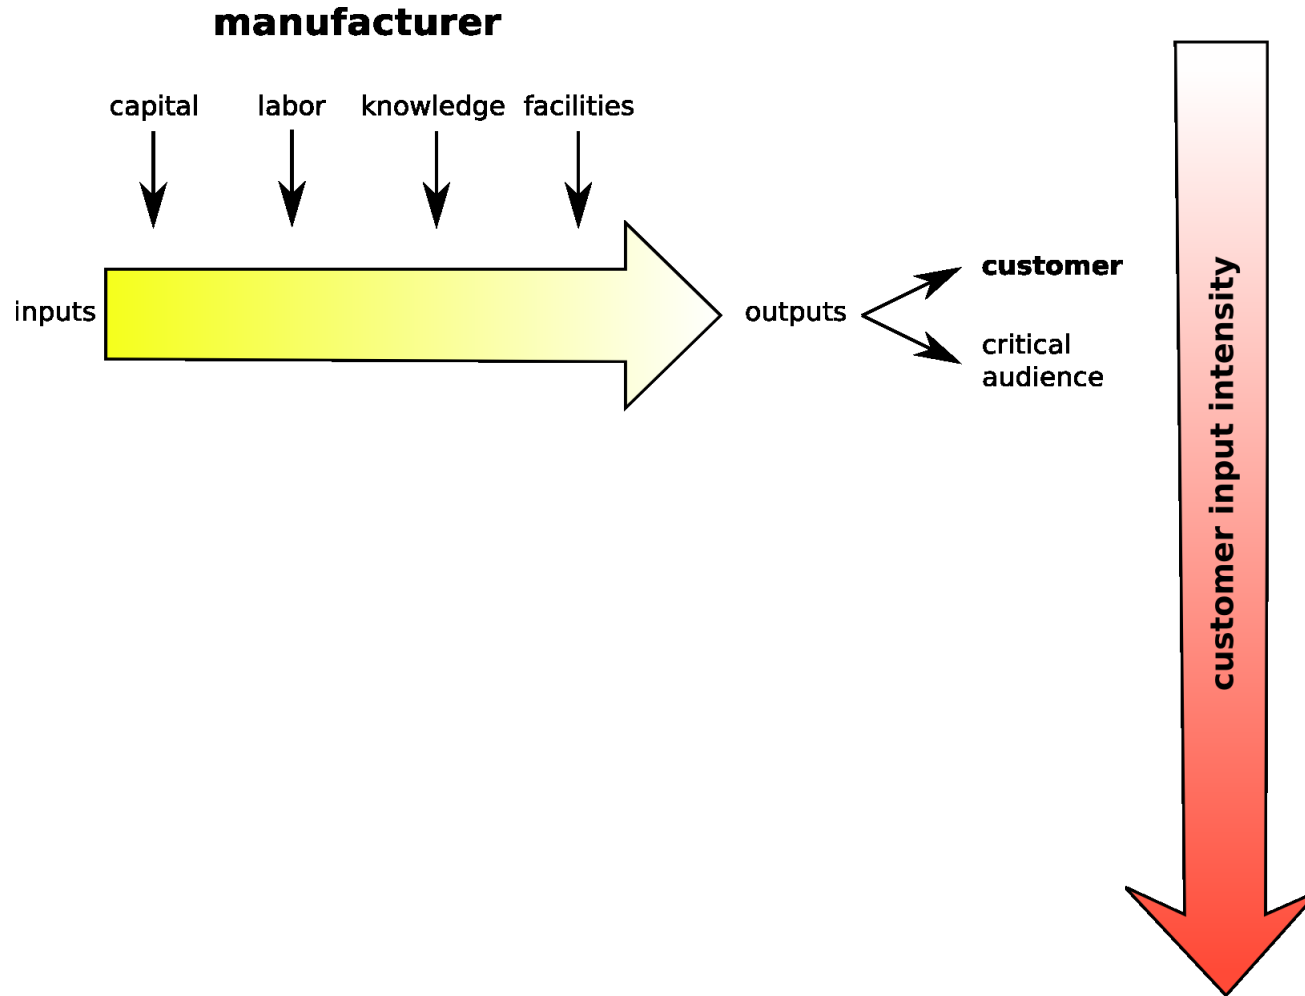 manufacturer
capital labor knowledge facilities
inputs
outputs
customer
critical
audience
customer input intensity